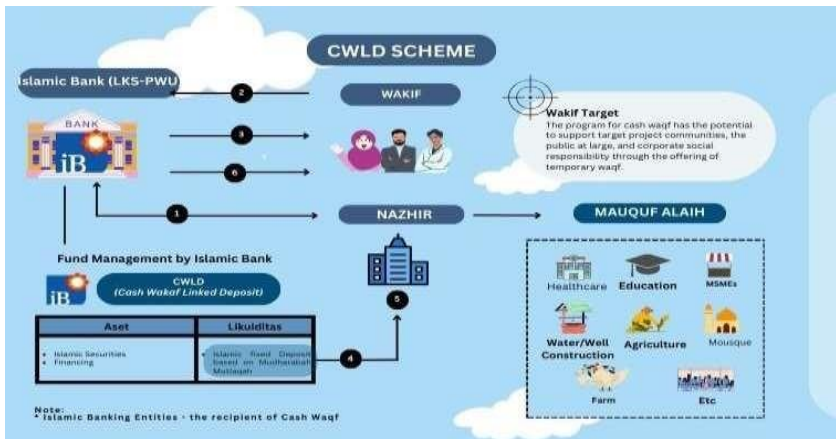 CWLD SCHEME
Islamic Bank (LKS-PWU
2
WAKIF
BANK
iB
3
6
Wakif Target
The program for cash waqf has the potential
to support target project communities, the
public at large, and corporate social
responsibility through the offering of
temporary waqf.
1
NAZHIR
MAUQUF ALAIH
Fund Management by Islamic Bank
iB
CWLD
(Cash Wakaf Linked Deposit)
5
Aset
Likuiditas
• Islamic Securities
• Financing
• Islamic fixed Deposit
based on Mudharabah
Mutlaqah
4
Healthcare
Education
MSMEs
Water/Well
Construction
Agriculture
Mousque
Farm
Etc
Note:
* Islamic Banking Entities - the recipient of Cash Waqf